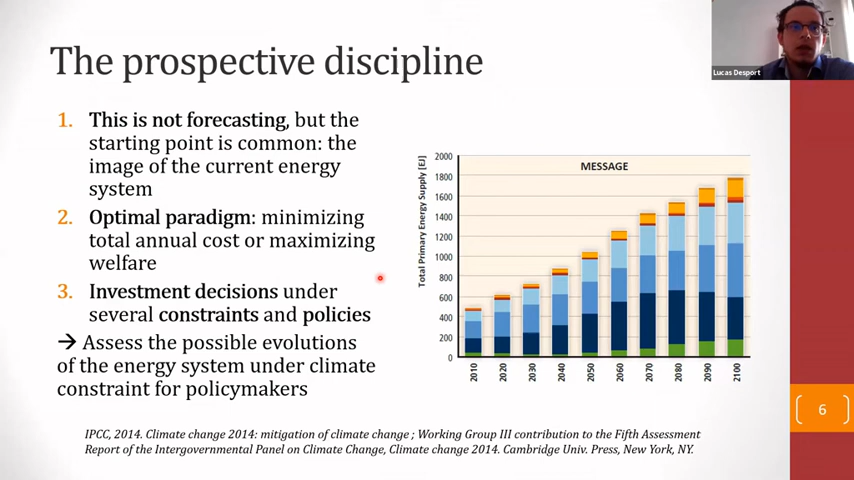 The prospective discipline
Lucas Desport
1. This is not forecasting, but the
starting point is common: the
image of the current energy
system
2. Optimal paradigm: minimizing
total annual cost or maximizing
welfare
3. Investment decisions under
several constraints and policies
→ Assess the possible evolutions
of the energy system under climate
constraint for policymakers
MESSAGE
Total Primary Energy Supply [EJ]
2000
1800
1600
1400
1200
1000
800
600
400
200
0
2010 2020 2030 2040 2050 2060 2070 2080 2090 2100
6
IPCC, 2014. Climate change 2014: mitigation of climate change ; Working Group III contribution to the Fifth Assessment
Report of the Intergovernmental Panel on Climate Change, Climate change 2014. Cambridge Univ. Press, New York, NY.